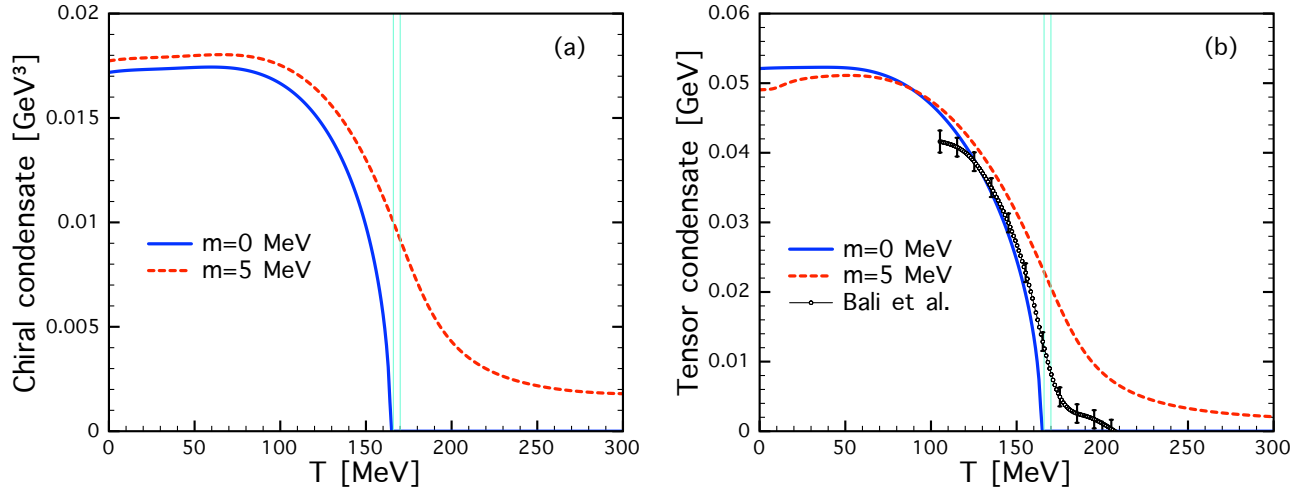 0.02
(a)
0.015
0.01
0.005
0
Chiral condensate [GeV³]
m=0 MeV
m=5 MeV
0 50 100 150 200 250 300
T [MeV]
0.06
(b)
0.05
0.04
0.03
0.02
0.01
0
Tensor condensate [GeV]
m=0 MeV
m=5 MeV
Bali et al.
0 50 100 150 200 250 300
T [MeV]